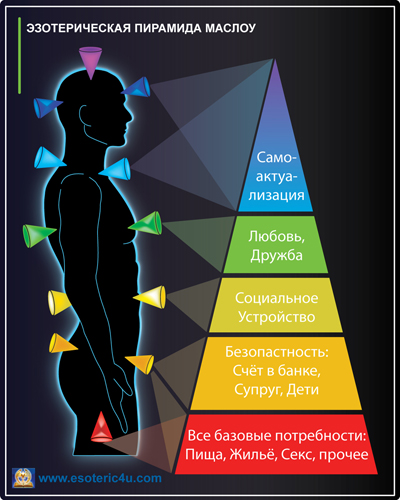 ЭЗОТЕРИЧЕСКАЯ ПИРАМИДА МАСЛОУ
Само-
актуа-
лизация
Любовь,
Дружба
Социальное
Устройство
Безопастность:
Счёт в банке,
Супруг, Дети
Все базовые потребности:
Пища, Жильё, Секс, прочее
www.esoteric4u.com